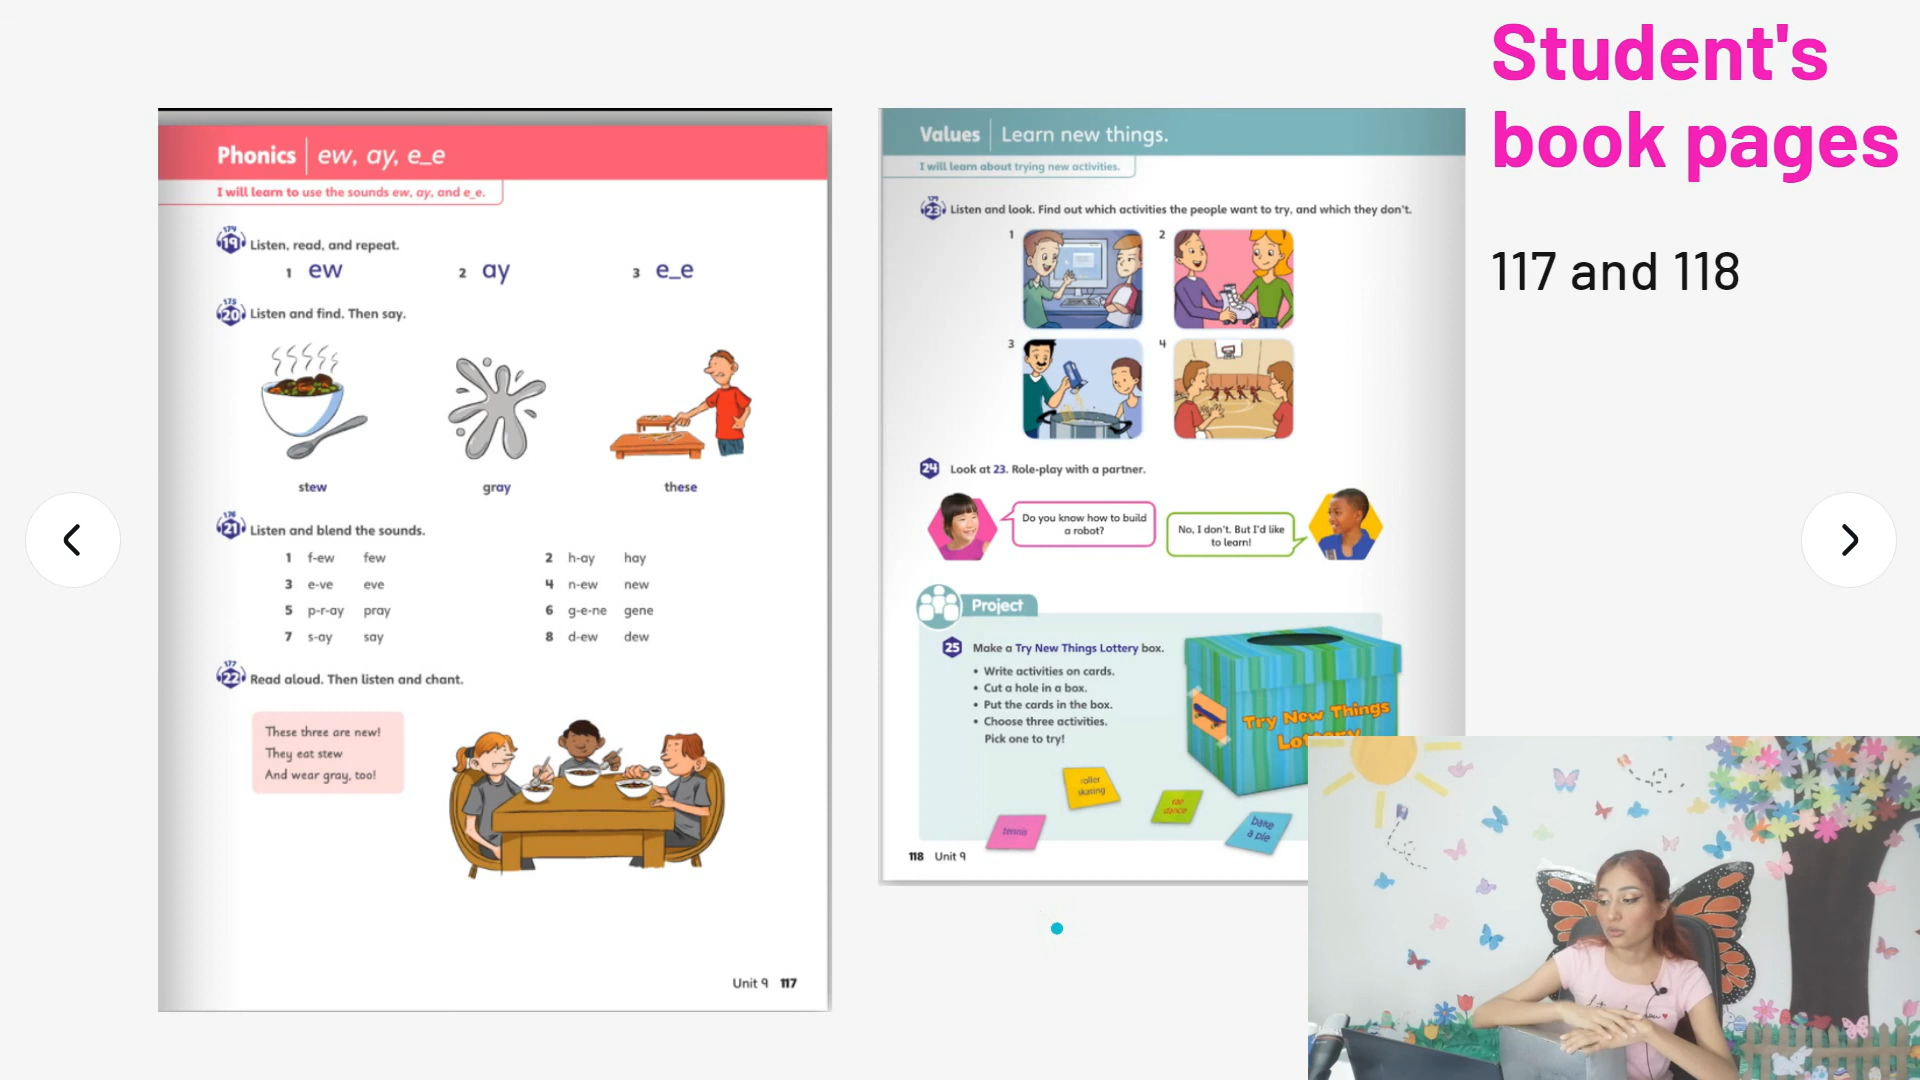 Student's
book pages
117 and 118
Phonics | ew, ay, e_e
I will learn to use the sounds ew, ay, and e_e.
174
19 Listen, read, and repeat.
1 ew 2 ay 3 e_e
175
20 Listen and find. Then say.
stew gray these
176
21 Listen and blend the sounds.
1 f-ew few 2 h-ay hay
3 e-ve eve 4 n-ew new
5 p-r-ay pray 6 g-e-ne gene
7 s-ay say 8 d-ew dew
177
22 Read aloud. Then listen and chant.
These three are new!
They eat stew
And wear gray, too!
Unit 9 117
Values | Learn new things.
I will learn about trying new activities.
179
23 Listen and look. Find out which activities the people want to try, and which they don't.
1 2
3 4
24 Look at 23. Role-play with a partner.
Do you know how to build
a robot?
No, I don't. But I'd like
to learn!
Project
25 Make a Try New Things Lottery box.
• Write activities on cards.
• Cut a hole in a box.
• Put the cards in the box.
• Choose three activities.
Pick one to try!
Try New Things
Lottery
roller
skating
tap
dance
tennis
bake
a pie
118 Unit 9